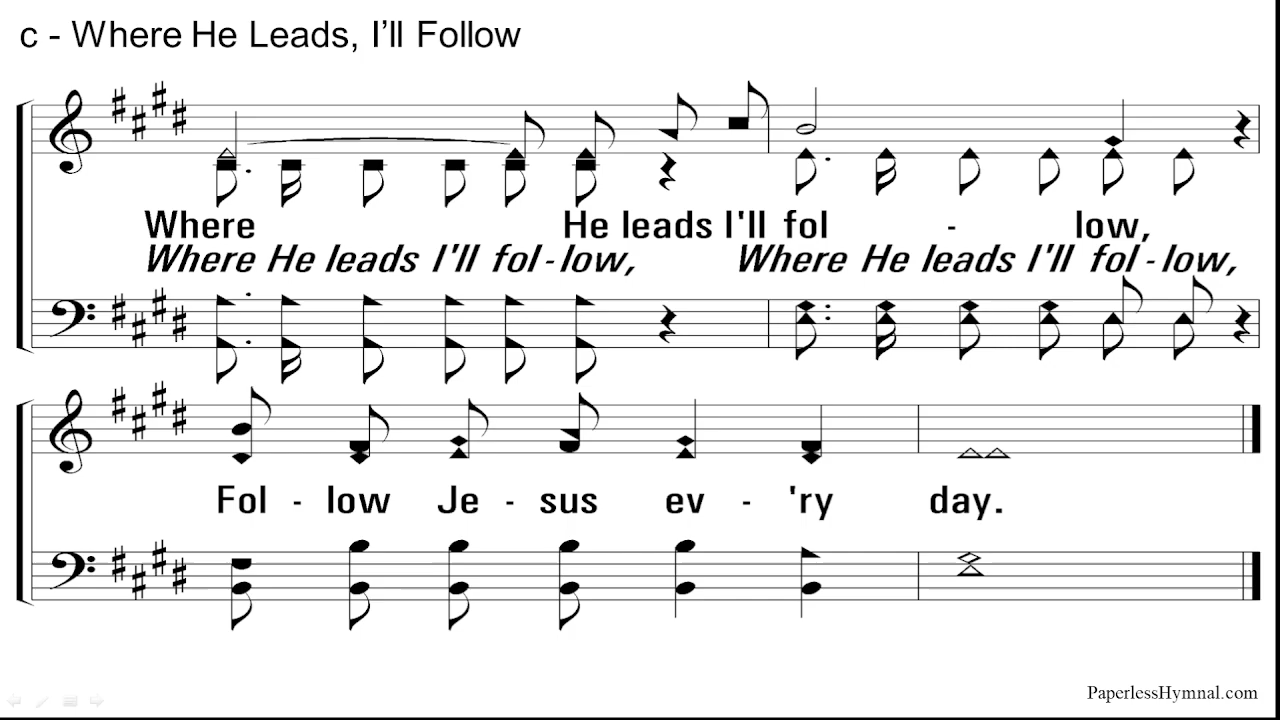 c - Where He Leads, I’ll Follow
Where He leads I'll fol - low,
Where He leads I'll fol - low, Where He leads I'll fol - low,
Fol - low Je - sus ev - 'ry day.
PaperlessHymnal.com